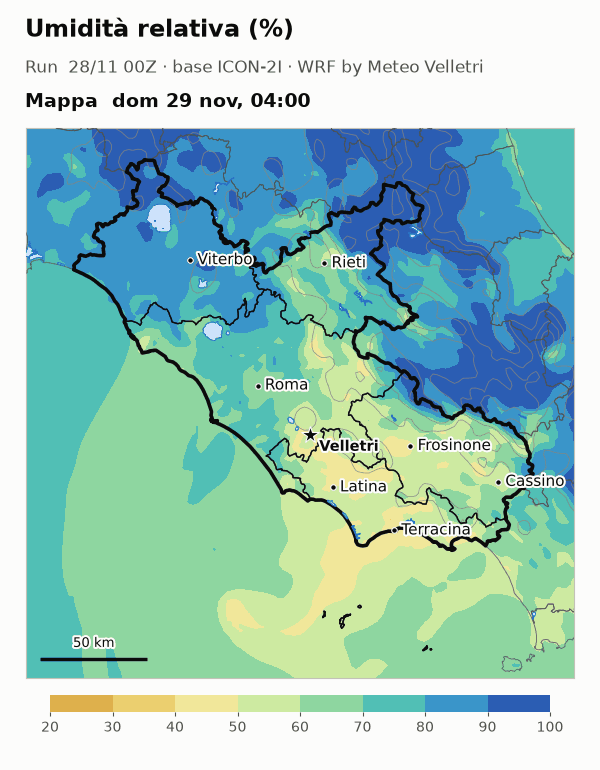 Umidità relativa (%)
Run 28/11 00Z · base ICON-2I · WRF by Meteo Velletri
Mappa dom 29 nov, 04:00
Viterbo
Rieti
Roma
Velletri
Frosinone
Cassino
Latina
Terracina
50 km
20 30 40 50 60 70 80 90 100